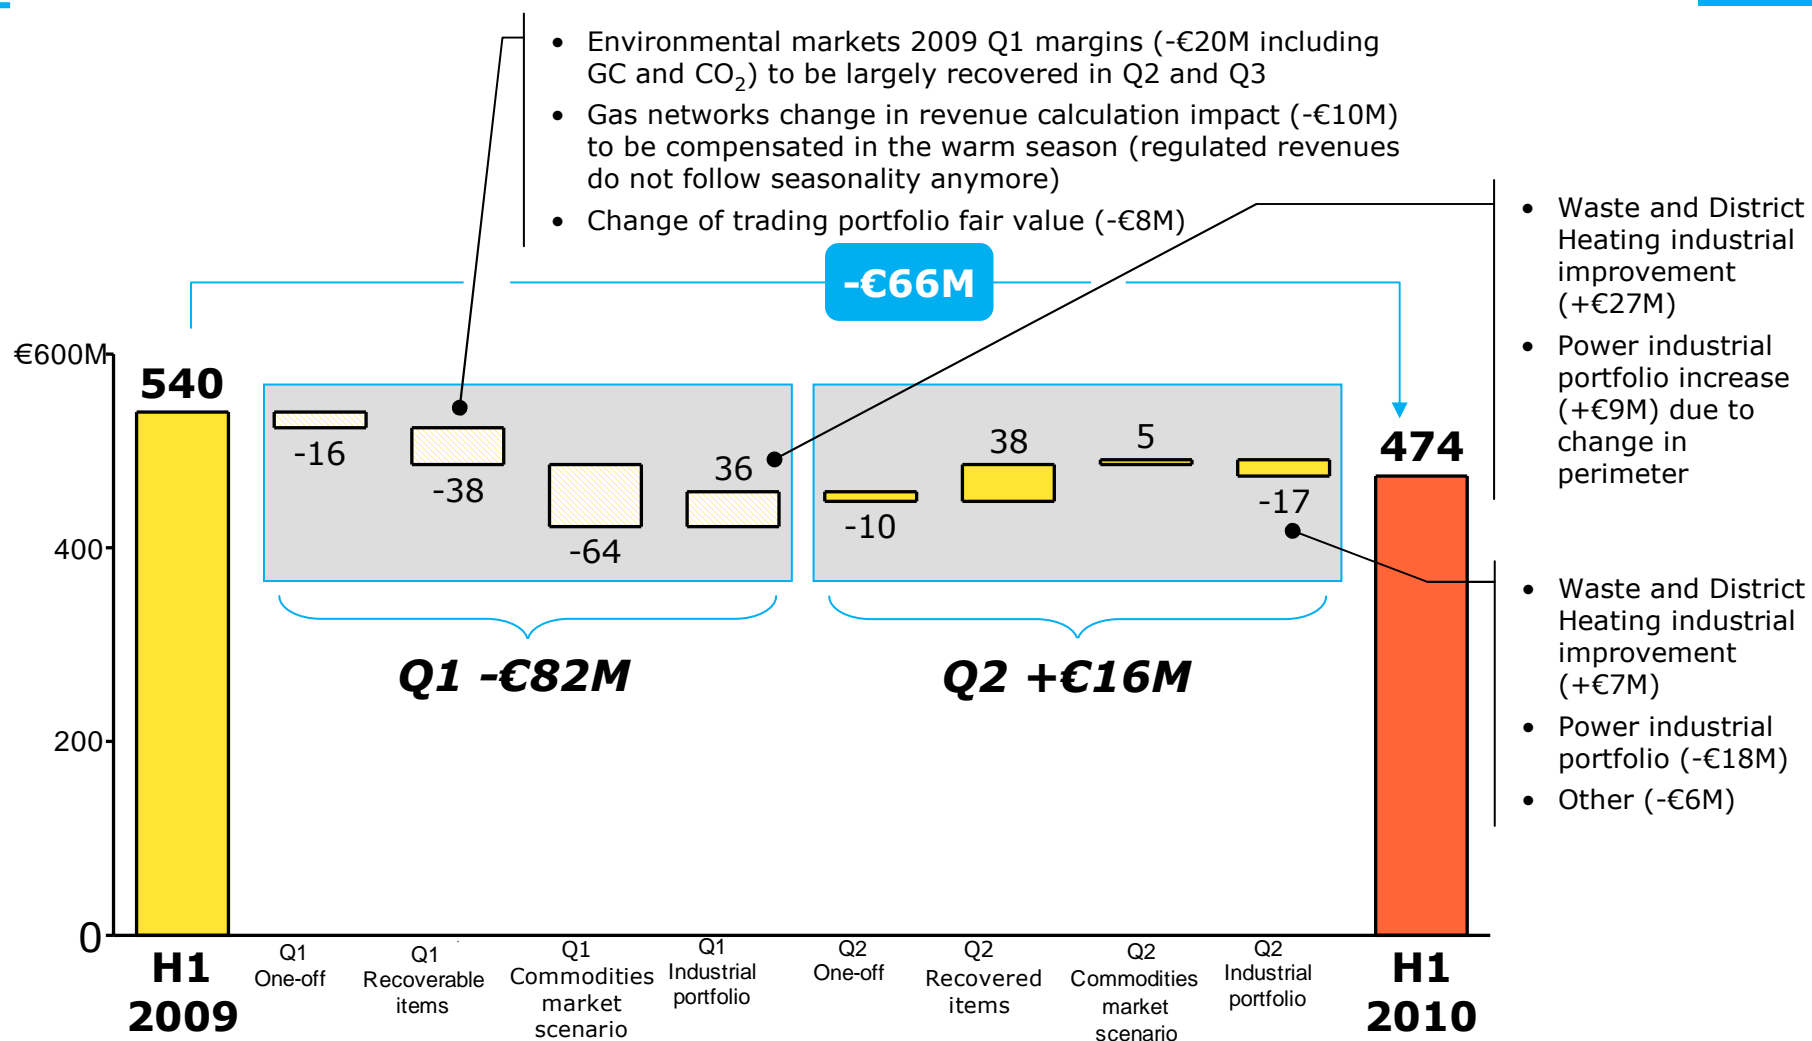 • Environmental markets 2009 Q1 margins (-€20M including
GC and CO₂) to be largely recovered in Q2 and Q3
• Gas networks change in revenue calculation impact (-€10M)
to be compensated in the warm season (regulated revenues
do not follow seasonality anymore)
• Change of trading portfolio fair value (-€8M)
• Waste and District
Heating industrial
improvement
(+€27M)
• Power industrial
portfolio increase
(+€9M) due to
change in
perimeter
-€66M
€600M
400
200
0
540
-16
-38
-64
36
-10
38
5
-17
474
Q1 -€82M
Q2 +€16M
• Waste and District
Heating industrial
improvement
(+€7M)
• Power industrial
portfolio (-€18M)
• Other (-€6M)
H1
2009
Q1
One-off
Q1
Recoverable
items
Q1
Commodities
market
scenario
Q1
Industrial
portfolio
Q2
One-off
Q2
Recovered
items
Q2
Commodities
market
scenario
Q2
Industrial
portfolio
H1
2010